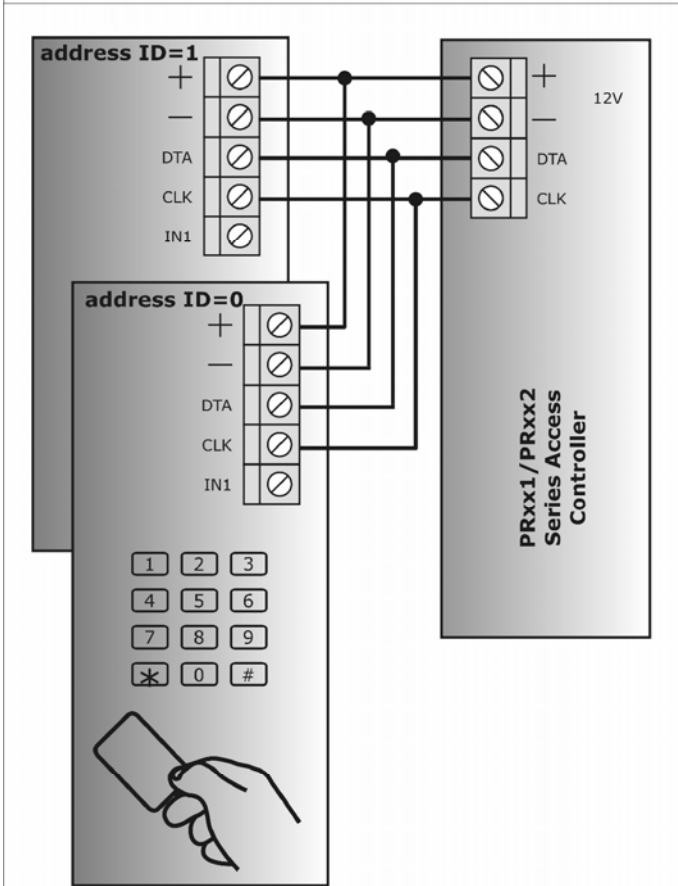 address ID=1
+
—
DTA
CLK
IN1
+
—
DTA
CLK
12V
address ID=0
+
—
DTA
CLK
IN1
PRxx1/PRxx2
Series Access
Controller
1 2 3
4 5 6
7 8 9
* 0 #